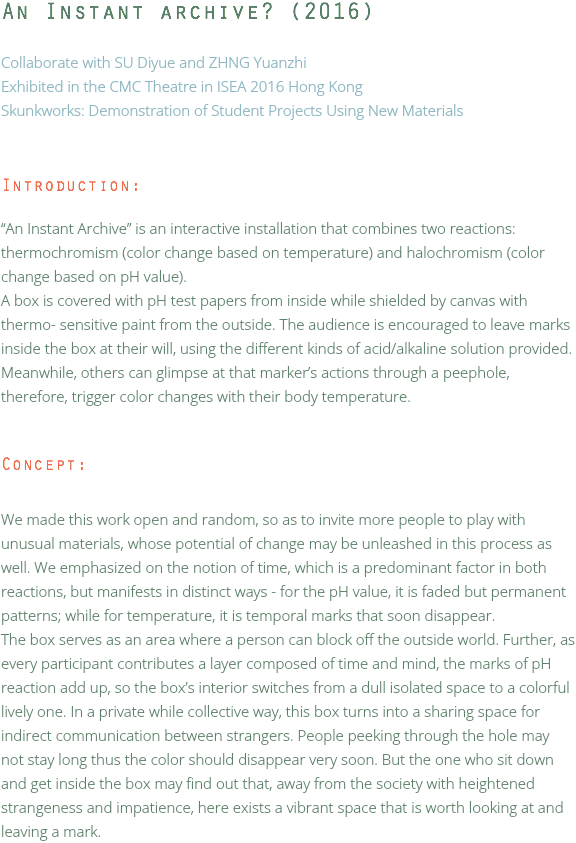 An Instant archive? (2016)
Collaborate with SU Diyue and ZHNG Yuanzhi
Exhibited in the CMC Theatre in ISEA 2016 Hong Kong
Skunkworks: Demonstration of Student Projects Using New Materials
Introduction:
“An Instant Archive” is an interactive installation that combines two reactions:
thermochromism (color change based on temperature) and halochromism (color
change based on pH value).
A box is covered with pH test papers from inside while shielded by canvas with
thermo- sensitive paint from the outside. The audience is encouraged to leave marks
inside the box at their will, using the different kinds of acid/alkaline solution provided.
Meanwhile, others can glimpse at that marker’s actions through a peephole,
therefore, trigger color changes with their body temperature.
Concept:
We made this work open and random, so as to invite more people to play with
unusual materials, whose potential of change may be unleashed in this process as
well. We emphasized on the notion of time, which is a predominant factor in both
reactions, but manifests in distinct ways - for the pH value, it is faded but permanent
patterns; while for temperature, it is temporal marks that soon disappear.
The box serves as an area where a person can block off the outside world. Further, as
every participant contributes a layer composed of time and mind, the marks of pH
reaction add up, so the box’s interior switches from a dull isolated space to a colorful
lively one. In a private while collective way, this box turns into a sharing space for
indirect communication between strangers. People peeking through the hole may
not stay long thus the color should disappear very soon. But the one who sit down
and get inside the box may find out that, away from the society with heightened
strangeness and impatience, here exists a vibrant space that is worth looking at and
leaving a mark.